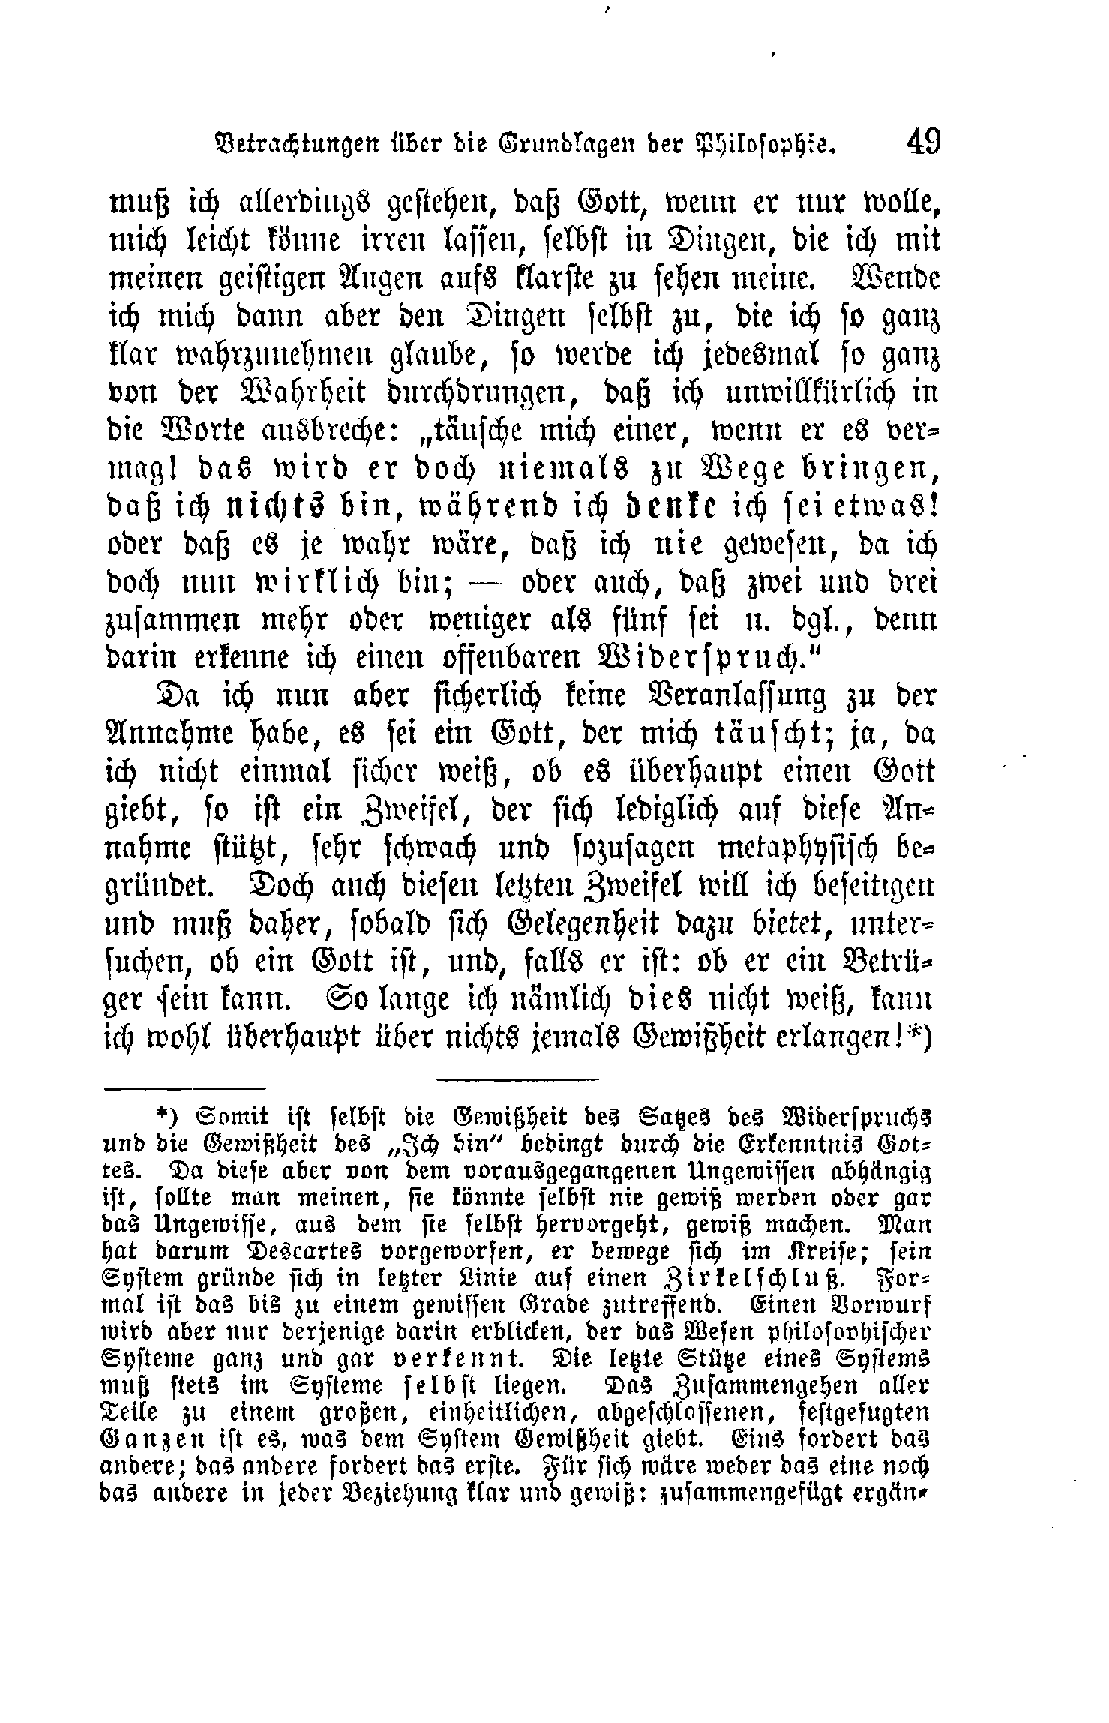 Betrachtungen über die Grundlagen der Philosophie. 49
muß ich allerdings gestehen, daß Gott, wenn er nur wolle,
mich leicht könne irren lassen, selbst in Dingen, die ich mit
meinen geistigen Augen aufs klarste zu sehen meine. Wende
ich mich dann aber den Dingen selbst zu, die ich so ganz
klar wahrzunehmen glaube, so werde ich jedesmal so ganz
von der Wahrheit durchdrungen, daß ich unwillkürlich in
die Worte ausbreche: „täusche mich einer, wenn er es ver-
mag! das wird er doch niemals zu Wege bringen,
daß ich nichts bin, während ich denke ich sei etwas!
oder daß es je wahr wäre, daß ich nie gewesen, da ich
doch nun wirklich bin; — oder auch, daß zwei und drei
zusammen mehr oder weniger als fünf sei u. dgl., denn
darin erkenne ich einen offenbaren Widerspruch."
Da ich nun aber sicherlich keine Veranlassung zu der
Annahme habe, es sei ein Gott, der mich täuscht; ja, da
ich nicht einmal sicher weiß, ob es überhaupt einen Gott
giebt, so ist ein Zweifel, der sich lediglich auf diese An-
nahme stützt, sehr schwach und sozusagen metaphysisch be-
gründet. Doch auch diesen letzten Zweifel will ich beseitigen
und muß daher, sobald sich Gelegenheit dazu bietet, unter-
suchen, ob ein Gott ist, und, falls er ist: ob er ein Betrü-
ger sein kann. So lange ich nämlich dies nicht weiß, kann
ich wohl überhaupt über nichts jemals Gewißheit erlangen!*)
*) Somit ist selbst die Gewißheit des Satzes des Widerspruchs
und die Gewißheit des „Ich bin" bedingt durch die Erkenntnis Got-
tes. Da diese aber von dem vorausgegangenen Ungewissen abhängig
ist, sollte man meinen, sie könnte selbst nie gewiß werden oder gar
das Ungewisse, aus dem sie selbst hervorgeht, gewiß machen. Man
hat darum Descartes vorgeworfen, er bewege sich im Kreise; sein
System gründe sich in letzter Linie auf einen Zirkelschluß. For-
mal ist das bis zu einem gewissen Grade zutreffend. Einen Vorwurf
wird aber nur derjenige darin erblicken, der das Wesen philosophischer
Systeme ganz und gar verkennt. Die letzte Stütze eines Systems
muß stets im Systeme selbst liegen. Das Zusammengehen aller
Teile zu einem großen, einheitlichen, abgeschlossenen, festgefugten
Ganzen ist es, was dem System Gewißheit giebt. Eins fordert das
andere; das andere fordert das erste. Für sich wäre weder das eine noch
das andere in jeder Beziehung klar und gewiß: zusammengefügt ergän-